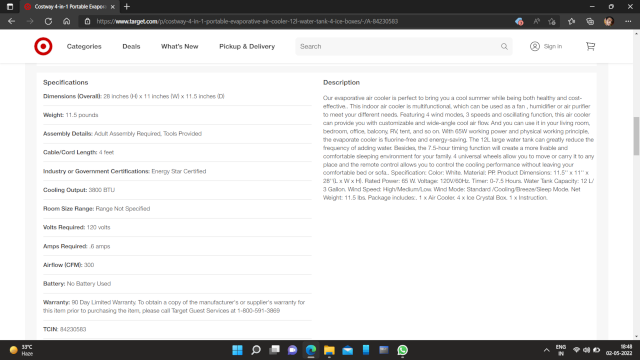 Costway 4-in-1 Portable Evapora
https://www.target.com/p/costway-4-in-1-portable-evaporative-air-cooler-12l-water-tank-4-ice-boxes/-/A-84230583
Categories Deals What's New Pickup & Delivery Search Sign in
Specifications
Dimensions (Overall): 28 inches (H) x 11 inches (W) x 11.5 inches (D)
Weight: 11.5 pounds
Assembly Details: Adult Assembly Required, Tools Provided
Cable/Cord Length: 4 feet
Industry or Government Certifications: Energy Star Certified
Cooling Output: 3800 BTU
Room Size Range: Range Not Specified
Volts Required: 120 volts
Amps Required: .6 amps
Airflow (CFM): 300
Battery: No Battery Used
Warranty: 90 Day Limited Warranty. To obtain a copy of the manufacturer's or supplier's warranty for
this item prior to purchasing the item, please call Target Guest Services at 1-800-591-3869
TCIN: 84230583
Description
Our evaporative air cooler is perfect to bring you a cool summer while being both healthy and cost-
effective.. This indoor air cooler is multifunctional, which can be used as a fan , humidifier or air purifier
to meet your different needs. Featuring 4 wind modes, 3 speeds and oscillating function, this air cooler
can provide you with customizable and wide-angle cool air flow. And you can use it in your living room,
bedroom, office, balcony, RV, tent, and so on. With 65W working power and physical working principle,
the evaporate cooler is fluorine-free and energy-saving. The 12L large water tank can greatly reduce the
frequency of adding water. Besides, the 7.5-hour timing function will create a more livable and
comfortable sleeping environment for your family. 4 universal wheels allow you to move or carry it to any
place and the remote control allows you to control the cooling performance without leaving your
comfortable bed or sofa.. Specification: Color: White, Material: PP. Product Dimensions: 11.5" x 11" x
28"(L x W x H). Rated Power: 65 W. Voltage: 120V/60Hz. Timer: 0-7.5 Hours. Water Tank Capacity: 12 L/
3 Gallon. Wind Speed: High/Medium/Low. Wind Mode: Standard /Cooling/Breeze/Sleep Mode. Net
Weight: 11.5 lbs. Package includes:. 1 x Air Cooler. 4 x Ice Crystal Box. 1 x Instruction.
33°C
Haze
ENG
IN
18:48
02-05-2022